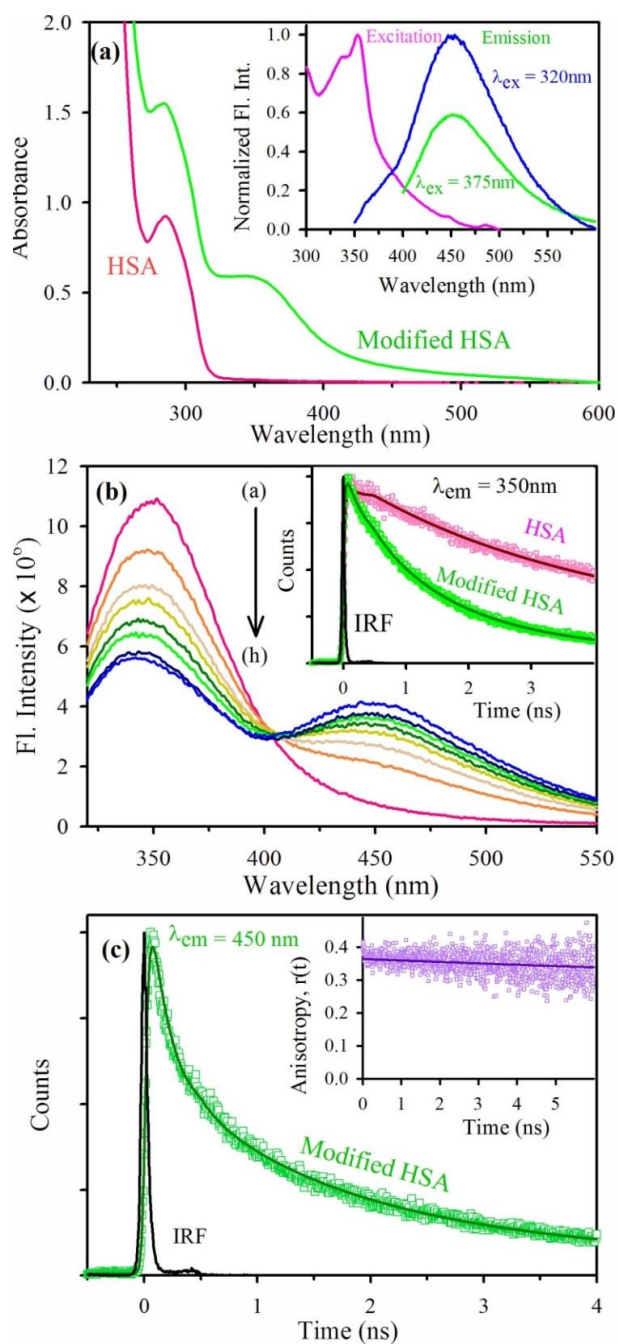 (a)
2.0
1.5
1.0
0.5
0.0
Absorbance
300
400
500
600
Wavelength (nm)
HSA
Modified HSA
Excitation
Emission
λex = 320nm
λex = 375nm
1.0
0.8
0.6
0.4
0.2
0.0
Normalized Fl. Int.
300
350
400
450
500
550
Wavelength (nm)
(b)
12
10
8
6
4
2
0
350
400
450
500
550
Wavelength (nm)
(a)
(h)
λem = 350nm
HSA
Modified HSA
IRF
Counts
0
1
2
3
Time (ns)
(c)
λem = 450 nm
Modified HSA
IRF
Counts
0
1
2
3
4
Time (ns)
0.4
0.3
0.2
0.1
0.0
Anisotropy, r(t)
0
1
2
3
4
5
Time (ns)